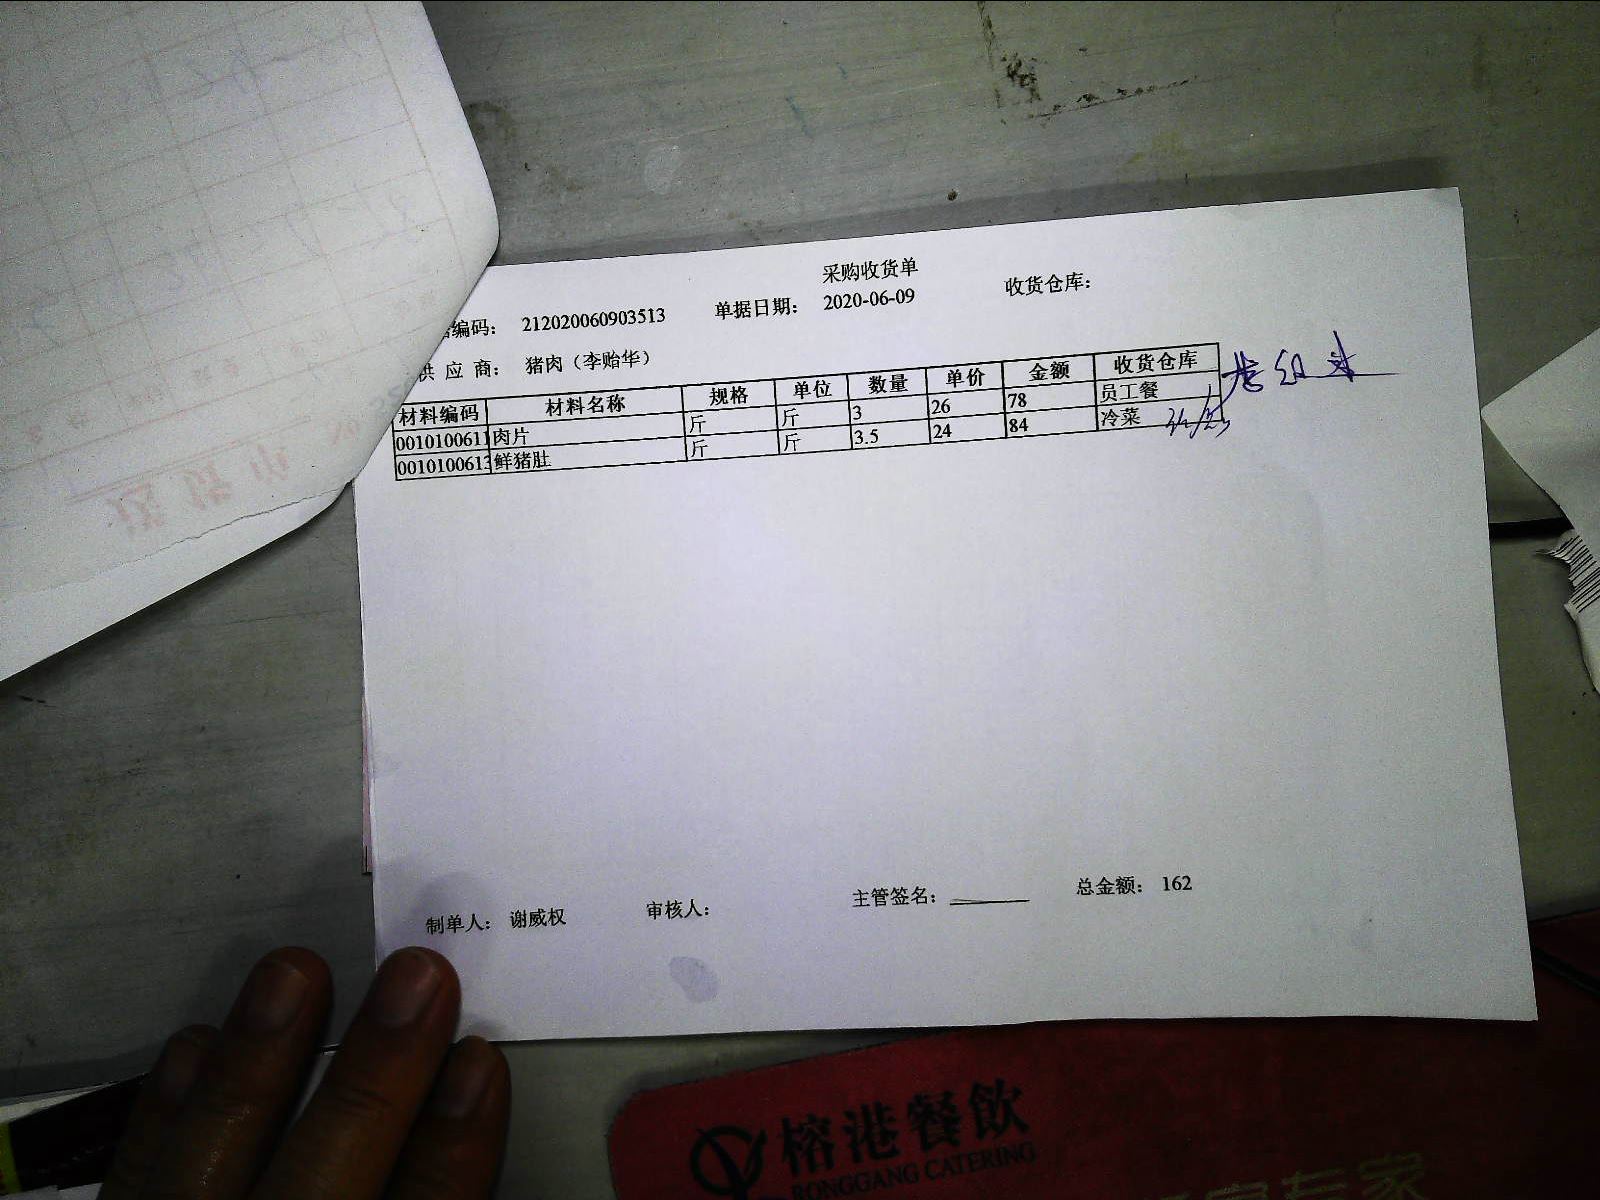 采购收货单
编码： 212020060903513 单据日期： 2020-06-09 收货仓库：
供 应 商： 猪肉（李贻华）
材料编码 材料名称 规格 单位 数量 单价 金额 收货仓库
0010100611 肉片 斤 斤 3 26 78 员工餐
001010061 鲜猪肚 斤 斤 3.5 24 84 冷菜
制单人： 谢威权 审核人： 主管签名： 总金额： 162
榕港餐飲
RONGGANG CATERING